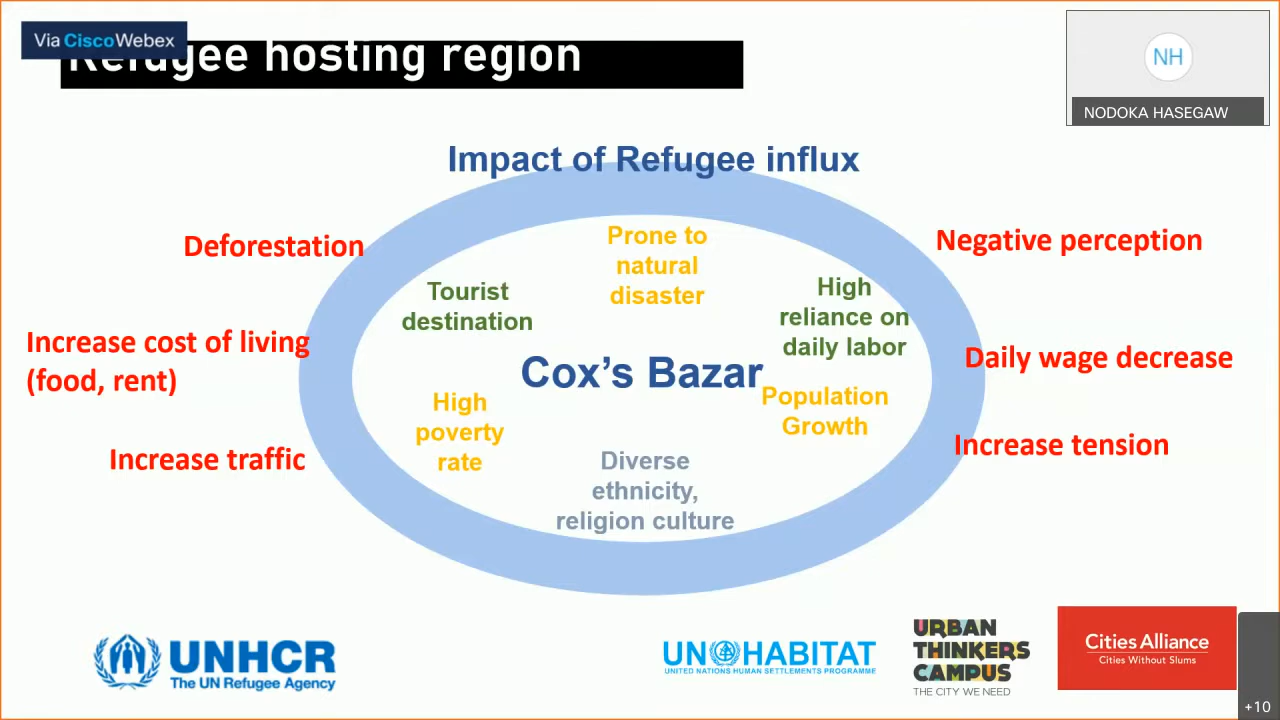 Via Cisco Webex
Refugee hosting region
NH
NODOKA HASEGAW
Impact of Refugee influx
Deforestation
Increase cost of living
(food, rent)
Increase traffic
Prone to
natural
disaster
Tourist
destination
High
reliance on
daily labor
Cox's Bazar
High
poverty
rate
Population
Growth
Diverse
ethnicity,
religion culture
Negative perception
Daily wage decrease
Increase tension
UNHCR
The UN Refugee Agency
UN HABITAT
UNITED NATIONS HUMAN SETTLEMENTS PROGRAMME
URBAN
THINKERS
CAMPUS
THE CITY WE NEED
Cities Alliance
Cities Without Slums
+10